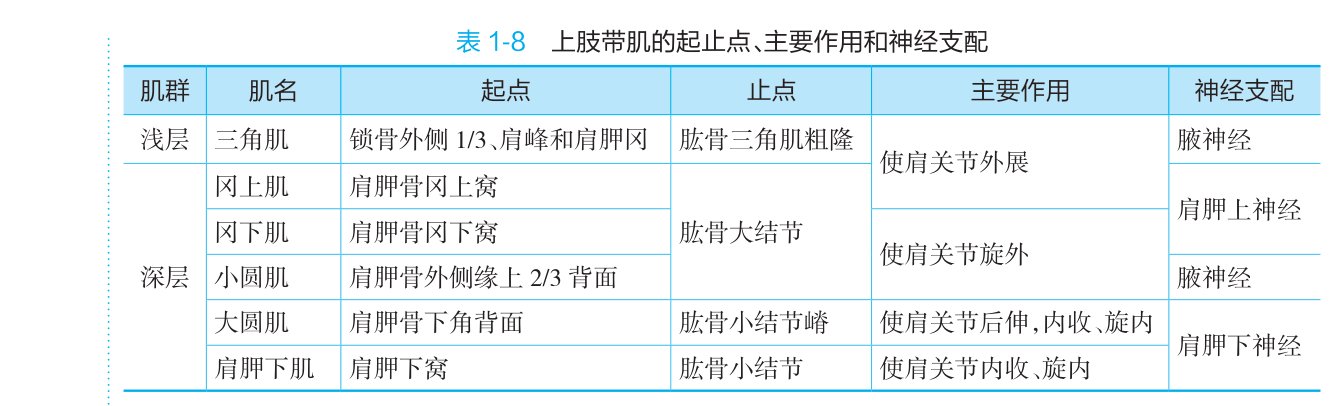 表 1-8 上肢带肌的起止点、主要作用和神经支配
肌群 肌名 起点 止点 主要作用 神经支配
浅层 三角肌 锁骨外侧 1/3、肩峰和肩胛冈 肱骨三角肌粗隆 使肩关节外展 腋神经
深层 冈上肌 肩胛骨冈上窝 肱骨大结节 肩胛上神经
冈下肌 肩胛骨冈下窝 使肩关节旋外
小圆肌 肩胛骨外侧缘上 2/3 背面 腋神经
大圆肌 肩胛骨下角背面 肱骨小结节嵴 使肩关节后伸,内收、旋内 肩胛下神经
肩胛下肌 肩胛下窝 肱骨小结节 使肩关节内收、旋内